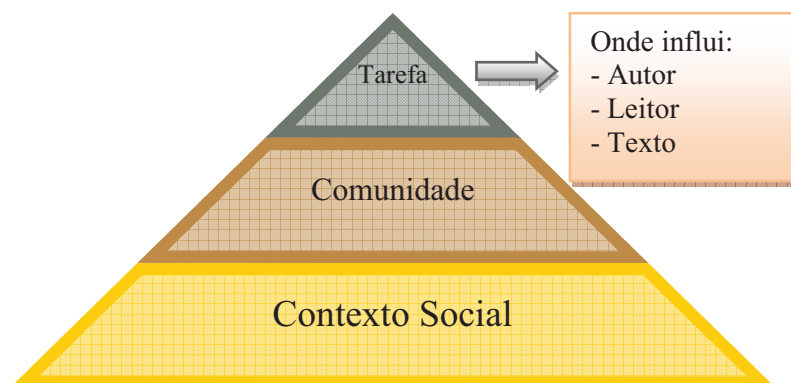 Tarefa
Onde influi:
- Autor
- Leitor
- Texto
Comunidade
Contexto Social